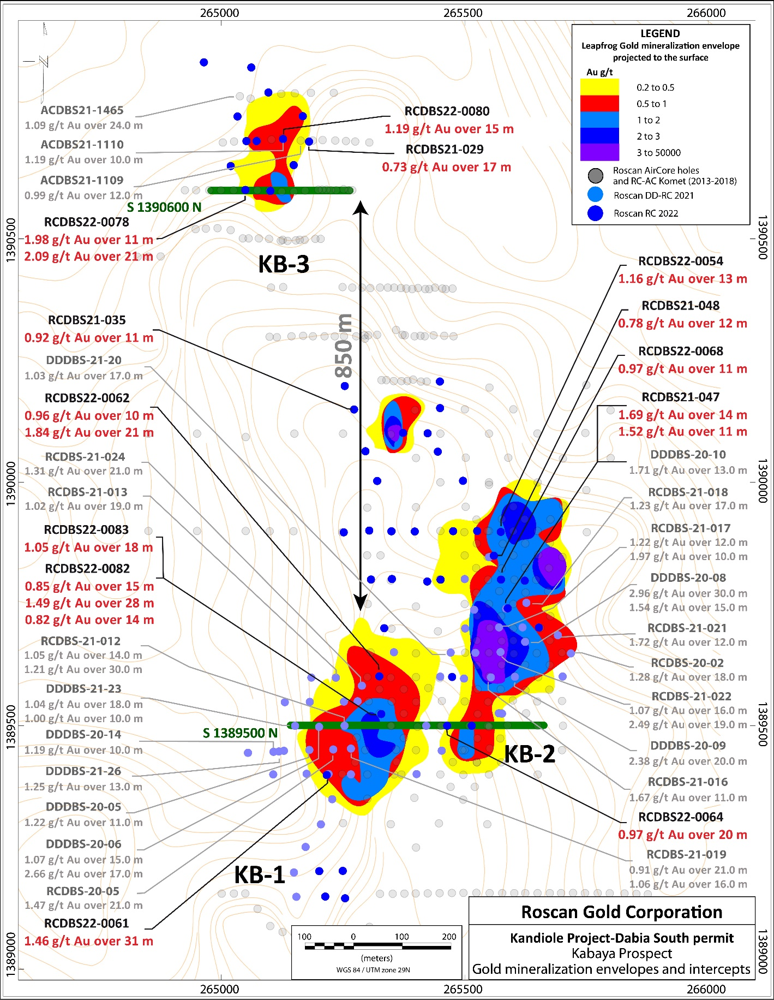 265000
265500
266000
LEGEND
Leapfrog Gold mineralization envelope
projected to the surface
Au g/t
0.2 to 0.5
0.5 to 1
1 to 2
2 to 3
3 to 50000
Roscan AirCore holes
and RC-AC Komet (2013-2018)
Roscan DD-RC 2021
Roscan RC 2022
N
ACDBS21-1465
1.09 g/t Au over 24.0 m
ACDBS21-1110
1.19 g/t Au over 10.0 m
ACDBS21-1109
0.99 g/t Au over 12.0 m
S 1390600 N
RCDBS22-0078
1.98 g/t Au over 11 m
2.09 g/t Au over 21 m
RCDBS22-0080
1.19 g/t Au over 15 m
RCDBS21-029
0.73 g/t Au over 17 m
KB-3
850 m
1390500
1390500
RCDBS21-035
0.92 g/t Au over 11 m
DDDBS-21-20
1.03 g/t Au over 17.0 m
RCDBS22-0062
0.96 g/t Au over 10 m
1.84 g/t Au over 21 m
RCDBS-21-024
1.31 g/t Au over 21.0 m
RCDBS-21-013
1.02 g/t Au over 19.0 m
RCDBS22-0083
1.05 g/t Au over 18 m
RCDBS22-0082
0.85 g/t Au over 15 m
1.49 g/t Au over 28 m
0.82 g/t Au over 14 m
RCDBS-21-012
1.05 g/t Au over 14.0 m
1.21 g/t Au over 30.0 m
DDDBS-21-23
1.04 g/t Au over 18.0 m
1.00 g/t Au over 10.0 m
DDDBS-20-14
1.19 g/t Au over 10.0 m
DDDBS-21-26
1.25 g/t Au over 13.0 m
DDDBS-20-05
1.22 g/t Au over 11.0 m
DDDBS-20-06
1.07 g/t Au over 15.0 m
2.66 g/t Au over 17.0 m
RCDBS-20-05
1.47 g/t Au over 21.0 m
RCDBS22-0061
1.46 g/t Au over 31 m
1390000
1389500
1389000
S 1389500 N
KB-1
KB-2
RCDBS22-0054
1.16 g/t Au over 13 m
RCDBS21-048
0.78 g/t Au over 12 m
RCDBS22-0068
0.97 g/t Au over 11 m
RCDBS21-047
1.69 g/t Au over 14 m
1.52 g/t Au over 11 m
DDDBS-20-10
1.71 g/t Au over 13.0 m
RCDBS-21-018
1.23 g/t Au over 17.0 m
RCDBS-21-017
1.22 g/t Au over 12.0 m
1.97 g/t Au over 10.0 m
DDDBS-20-08
2.96 g/t Au over 30.0 m
1.54 g/t Au over 15.0 m
RCDBS-21-021
1.72 g/t Au over 12.0 m
RCDBS-20-02
1.28 g/t Au over 18.0 m
RCDBS-21-022
1.07 g/t Au over 16.0 m
2.49 g/t Au over 19.0 m
DDDBS-20-09
2.38 g/t Au over 20.0 m
RCDBS-21-016
1.67 g/t Au over 11.0 m
RCDBS22-0064
0.97 g/t Au over 20 m
RCDBS-21-019
0.91 g/t Au over 21.0 m
1.06 g/t Au over 16.0 m
1390000
1389500
1389000
100 0 100 200
(meters)
WGS 84 / UTM zone 29N
Roscan Gold Corporation
Kandiole Project-Dabia South permit
Kabaya Prospect
Gold mineralization envelopes and intercepts
265000
265500
266000